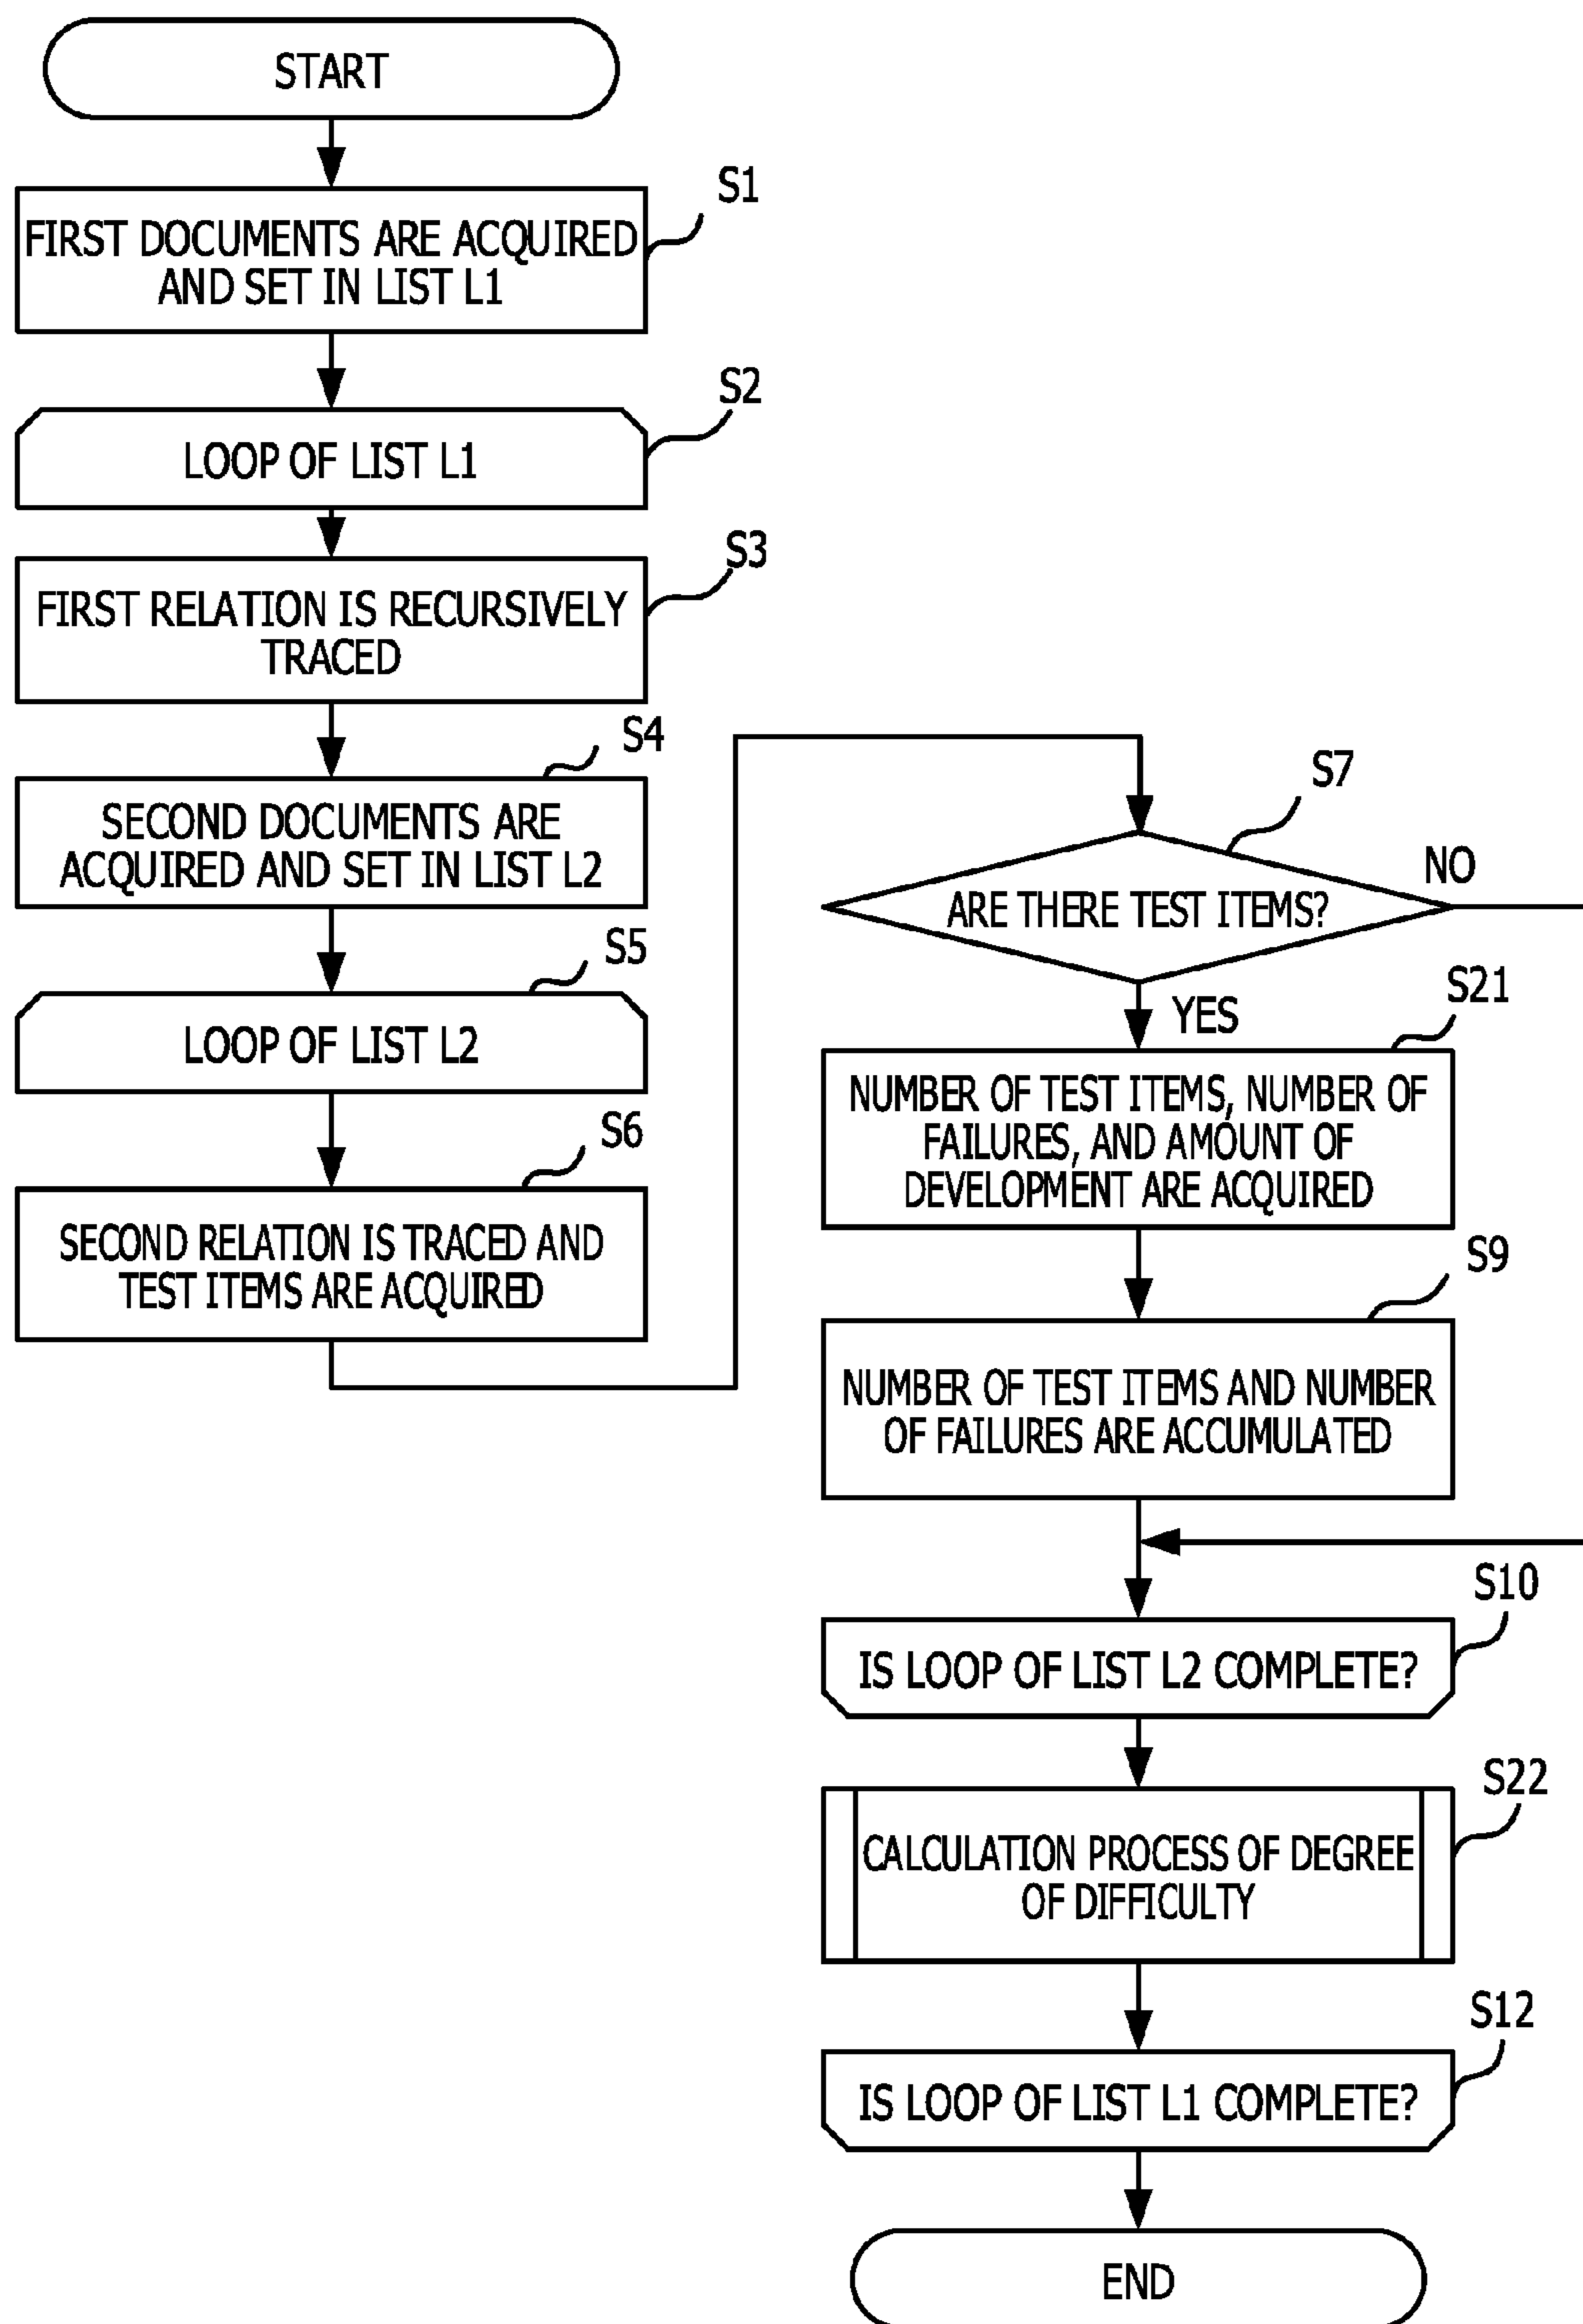 START
S1
FIRST DOCUMENTS ARE ACQUIRED
AND SET IN LIST L1
S2
LOOP OF LIST L1
S3
FIRST RELATION IS RECURSIVELY
TRACED
S4
SECOND DOCUMENTS ARE
ACQUIRED AND SET IN LIST L2
S5
LOOP OF LIST L2
S6
SECOND RELATION IS TRACED AND
TEST ITEMS ARE ACQUIRED
S7
ARE THERE TEST ITEMS?
NO
YES
S21
NUMBER OF TEST ITEMS, NUMBER OF
FAILURES, AND AMOUNT OF
DEVELOPMENT ARE ACQUIRED
S9
NUMBER OF TEST ITEMS AND NUMBER
OF FAILURES ARE ACCUMULATED
S10
IS LOOP OF LIST L2 COMPLETE?
S22
CALCULATION PROCESS OF DEGREE
OF DIFFICULTY
S12
IS LOOP OF LIST L1 COMPLETE?
END